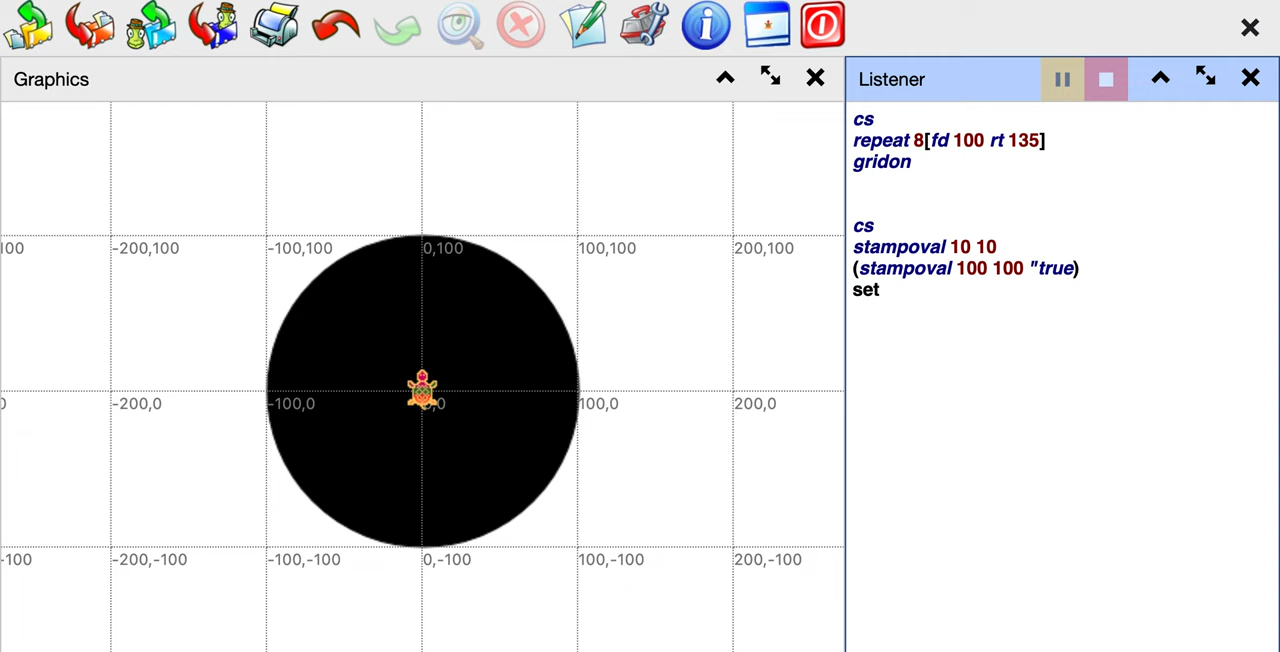 Graphics
Listener
cs
repeat 8[fd 100 rt 135]
gridon
cs
stampoval 10 10
(stampoval 100 100 "true)
set
100 -200,100 -100,100 0,100 100,100 200,100
0 -200,0 -100,0 0,0 100,0 200,0
-100 -200,-100 -100,-100 0,-100 100,-100 200,-100